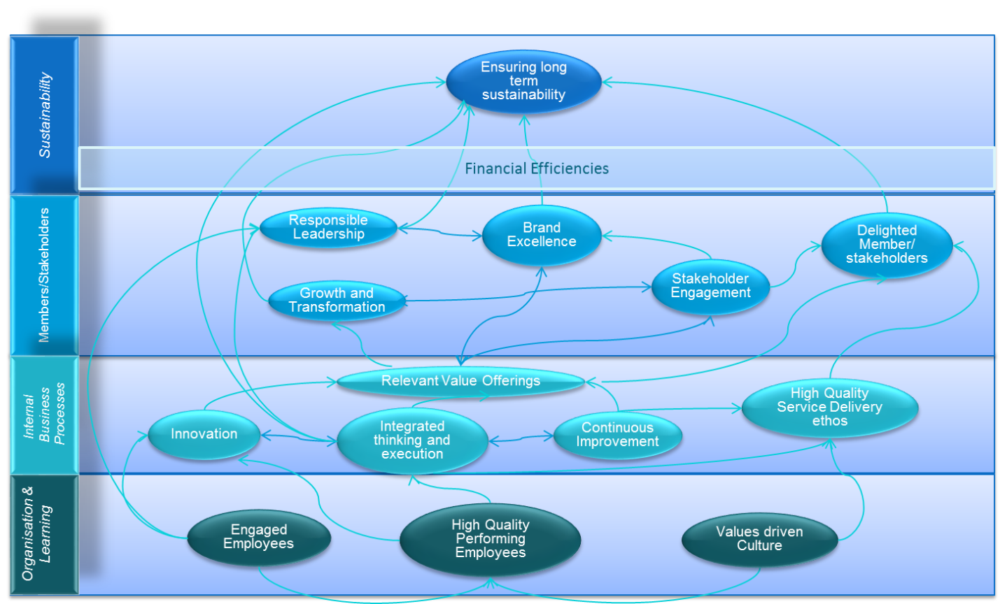 Sustainability
Ensuring long
term
sustainability
Financial Efficiencies
Members/Stakeholders
Responsible
Leadership
Brand
Excellence
Delighted
Member/
stakeholders
Growth and
Transformation
Stakeholder
Engagement
Internal
Business
Processes
Relevant Value Offerings
High Quality
Service Delivery
ethos
Innovation
Integrated
thinking and
execution
Continuous
Improvement
Organisation &
Learning
Engaged
Employees
High Quality
Performing
Employees
Values driven
Culture